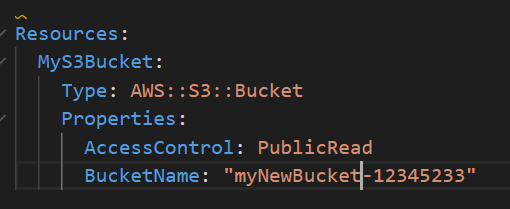 Resources:
  MyS3Bucket:
    Type: AWS::S3::Bucket
    Properties:
      AccessControl: PublicRead
      BucketName: "myNewBucket-12345233"